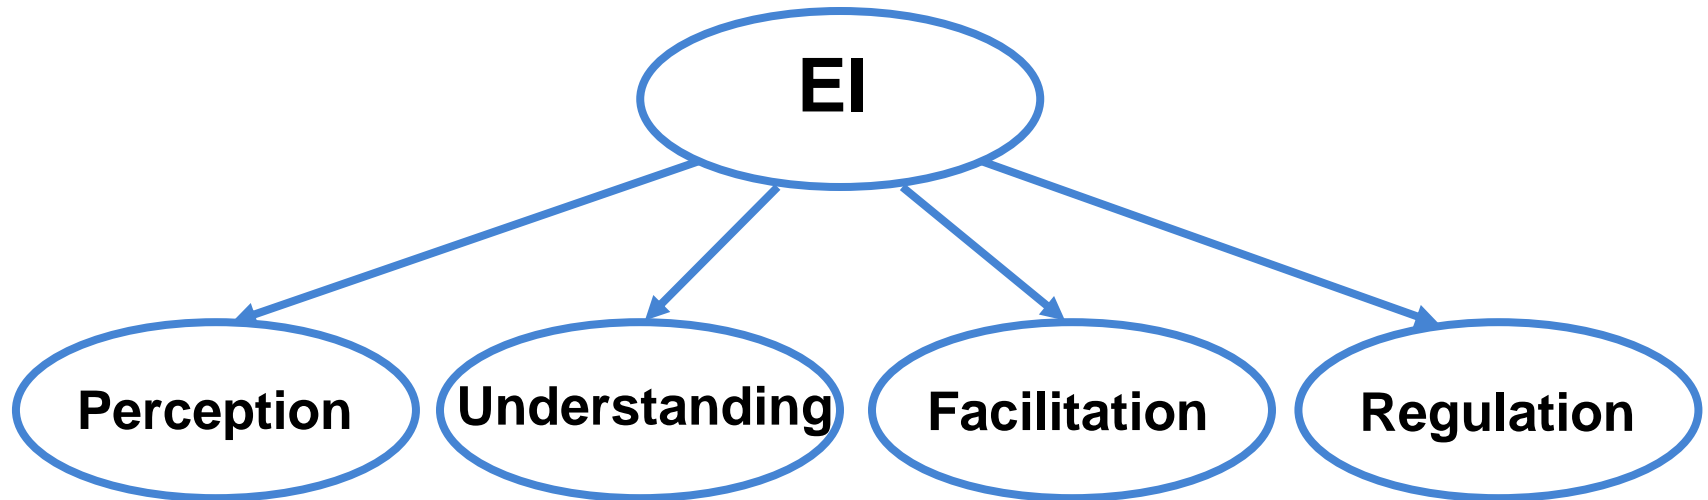 EI
Perception
Understanding
Facilitation
Regulation